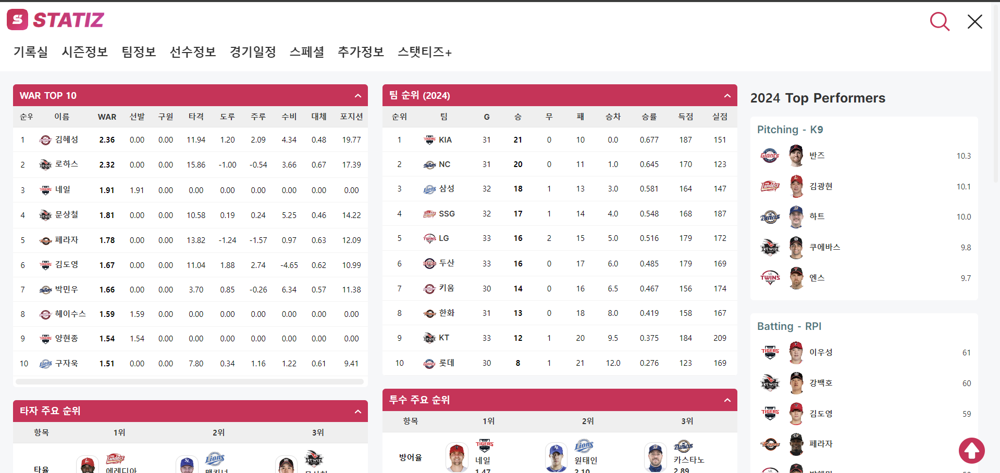 STATIZ
기록실 시즌정보 팀정보 선수정보 경기일정 스페셜 추가정보 스탯티즈+
WAR TOP 10
순위 이름 WAR 선발 구원 타격 도루 주루 수비 대체 포지션
1 김혜성 2.36 0.00 0.00 11.94 1.20 2.09 4.34 0.48 19.77
2 로하스 2.32 0.00 0.00 15.86 -1.00 -0.54 3.66 0.67 17.39
3 네일 1.91 1.91 0.00 0.00 0.00 0.00 0.00 0.00 0.00
4 문상철 1.81 0.00 0.00 10.58 0.19 0.24 5.25 0.46 14.22
5 페라자 1.78 0.00 0.00 13.82 -1.24 -1.57 0.97 0.63 12.09
6 김도영 1.67 0.00 0.00 11.04 1.88 2.74 -4.65 0.62 10.99
7 박민우 1.66 0.00 0.00 3.70 0.85 -0.26 6.34 0.57 11.38
8 헤이수스 1.59 1.59 0.00 0.00 0.00 0.00 0.00 0.00 0.00
9 양현종 1.54 1.54 0.00 0.00 0.00 0.00 0.00 0.00 0.00
10 구자욱 1.51 0.00 0.00 7.80 0.34 1.16 1.22 0.61 9.41
타자 주요 순위
항목 1위 2위 3위
타율 에레디아
팀 순위 (2024)
순위 팀 G 승 무 패 승차 승률 득점 실점
1 KIA 31 21 0 10 0.0 0.677 187 151
2 NC 31 20 0 11 1.0 0.645 170 123
3 삼성 32 18 1 13 3.0 0.581 164 147
4 SSG 32 17 1 14 4.0 0.548 168 187
5 LG 33 16 2 15 5.0 0.516 179 172
6 두산 33 16 0 17 6.0 0.485 179 169
7 키움 30 14 0 16 6.5 0.467 156 174
8 한화 31 13 0 18 8.0 0.419 158 167
9 KT 33 12 1 20 9.5 0.375 184 209
10 롯데 30 8 1 21 12.0 0.276 123 169
투수 주요 순위
항목 1위 2위 3위
방어율 네일 원태인 카스타노
1.47 2.10 2.89
2024 Top Performers
Pitching - K9
반즈 10.3
김광현 10.1
하트 10.0
쿠에바스 9.8
엔스 9.7
Batting - RPI
이우성 61
강백호 60
김도영 59
페라자